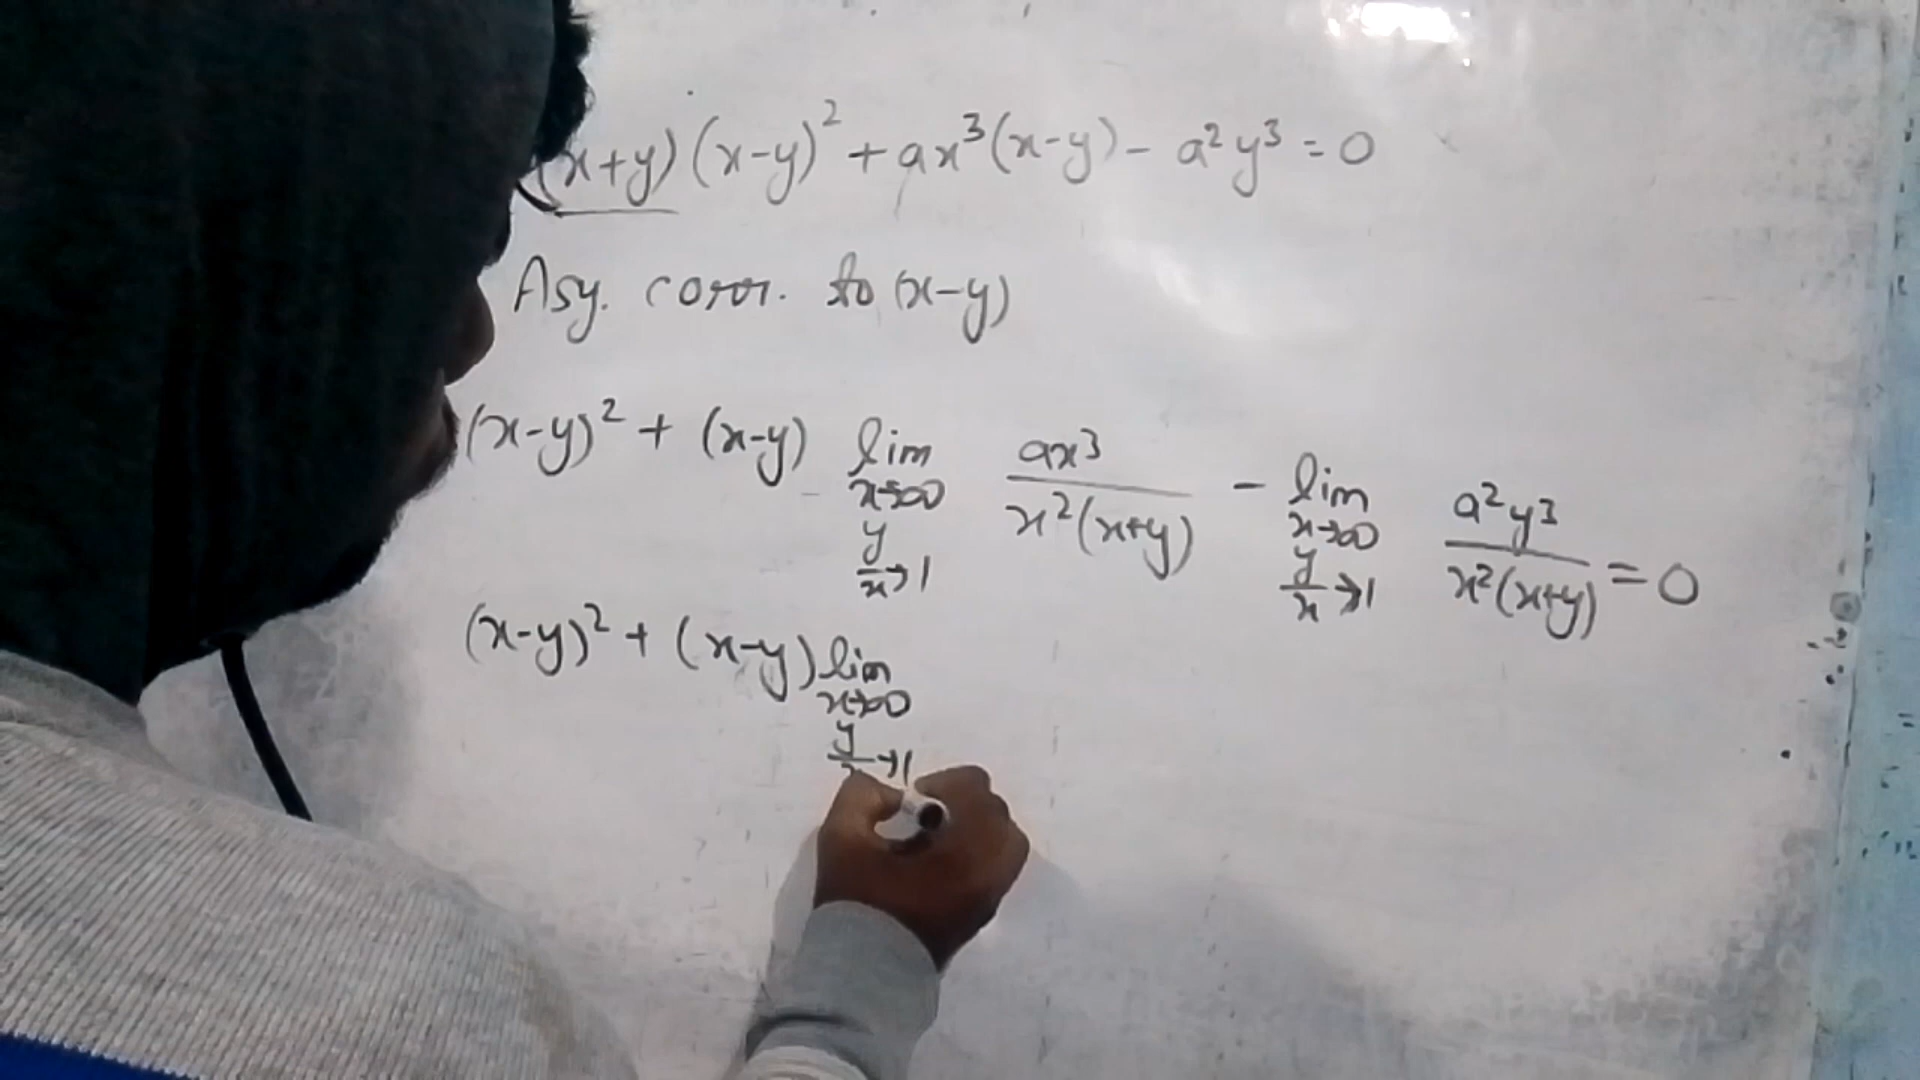 (x+y)(x-y)² + ax³(x-y) - a²y³ = 0
Asy. corr. to (x-y)
(x-y)² + (x-y) lim x→∞ y/x→1 ax³/x²(x+y) - lim x→∞ y/x→1 a²y³/x²(x+y) = 0
(x-y)² + (x-y) lim x→∞ y/x→1